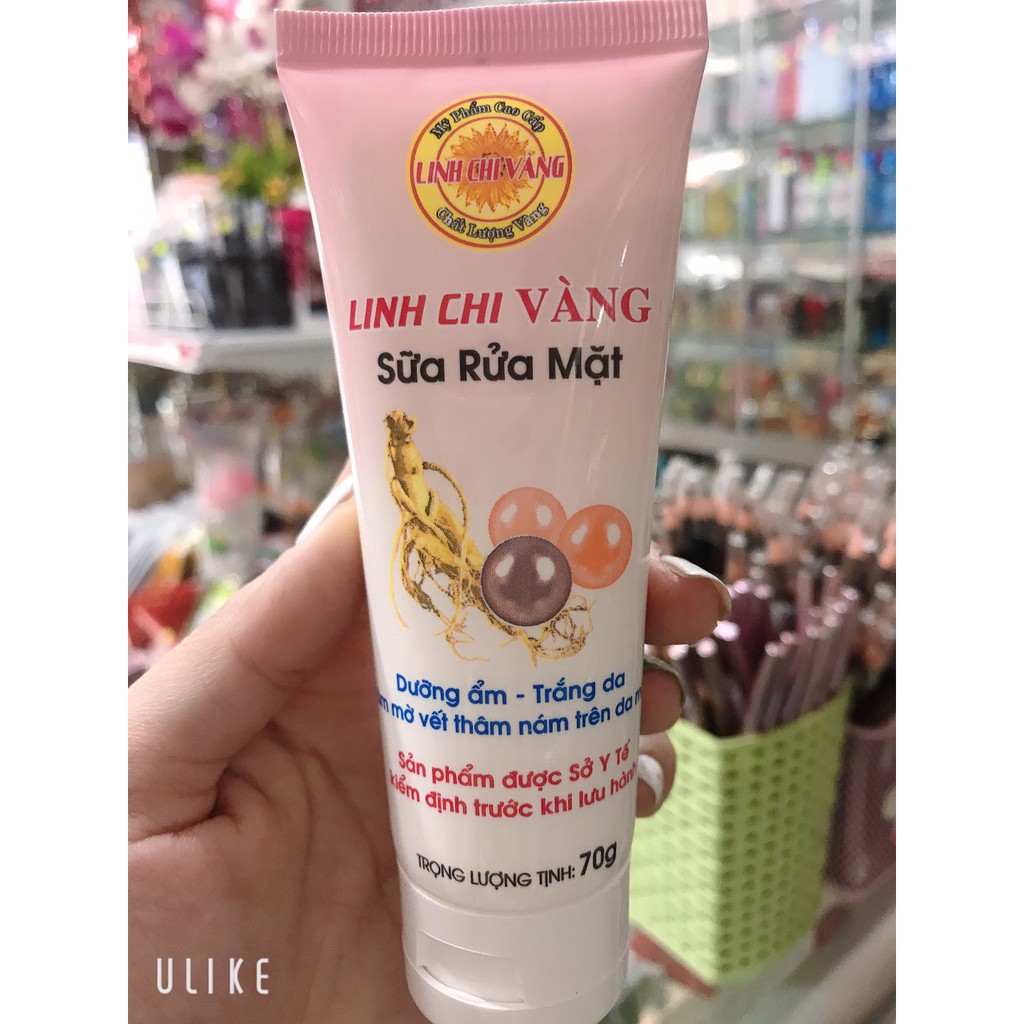 Mỹ Phẩm Cao Cấp
LINH CHI VÀNG
Chất Lượng Vàng
LINH CHI VÀNG
Sữa Rửa Mặt
Dưỡng ẩm - Trắng da
mờ vết thâm nám trên da
Sản phẩm được Sở Y Tế
kiểm định trước khi lưu hành
TRỌNG LƯỢNG TỊNH: 70g
ULIKE